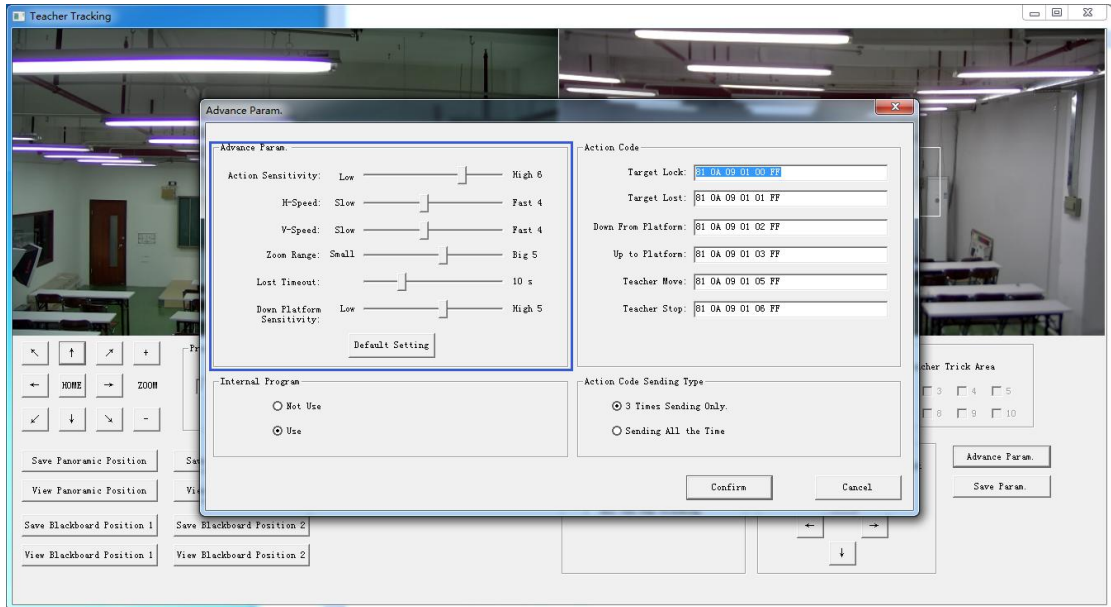 Teacher Tracking
Advance Param.
Advance Param.
Action Sensitivity: Low High 6
H-Speed: Slow Fast 4
V-Speed: Slow Fast 4
Zoom Range: Small Big 5
Lost Timeout: 10 s
Down Platform Sensitivity: Low High 5
Default Setting
Action Code
Target Lock: 81 0A 09 01 00 FF
Target Lost: 81 0A 09 01 01 FF
Down From Platform: 81 0A 09 01 02 FF
Up to Platform: 81 0A 09 01 03 FF
Teacher Move: 81 0A 09 01 05 FF
Teacher Stop: 81 0A 09 01 06 FF
Internal Program
Not Use
Use
Action Code Sending Type
3 Times Sending Only.
Sending All the Time
Confirm Cancel
HOME ZOOM
+
-
Trick Area
3 4 5
8 9 10
Save Panoramic Position
View Panoramic Position
Advance Param.
Save Param.
Save Blackboard Position 1 Save Blackboard Position 2
View Blackboard Position 1 View Blackboard Position 2